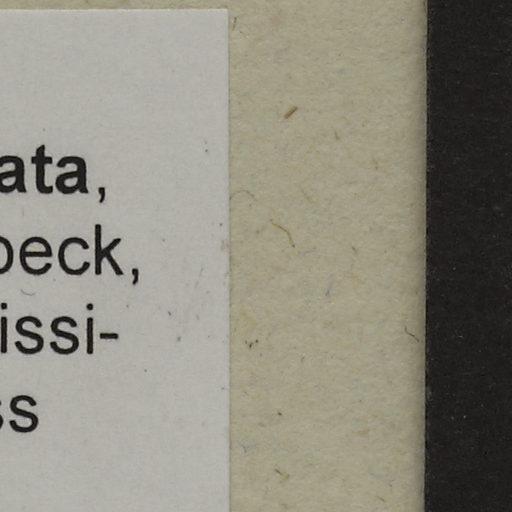 ata,
beck,
issi-
ss